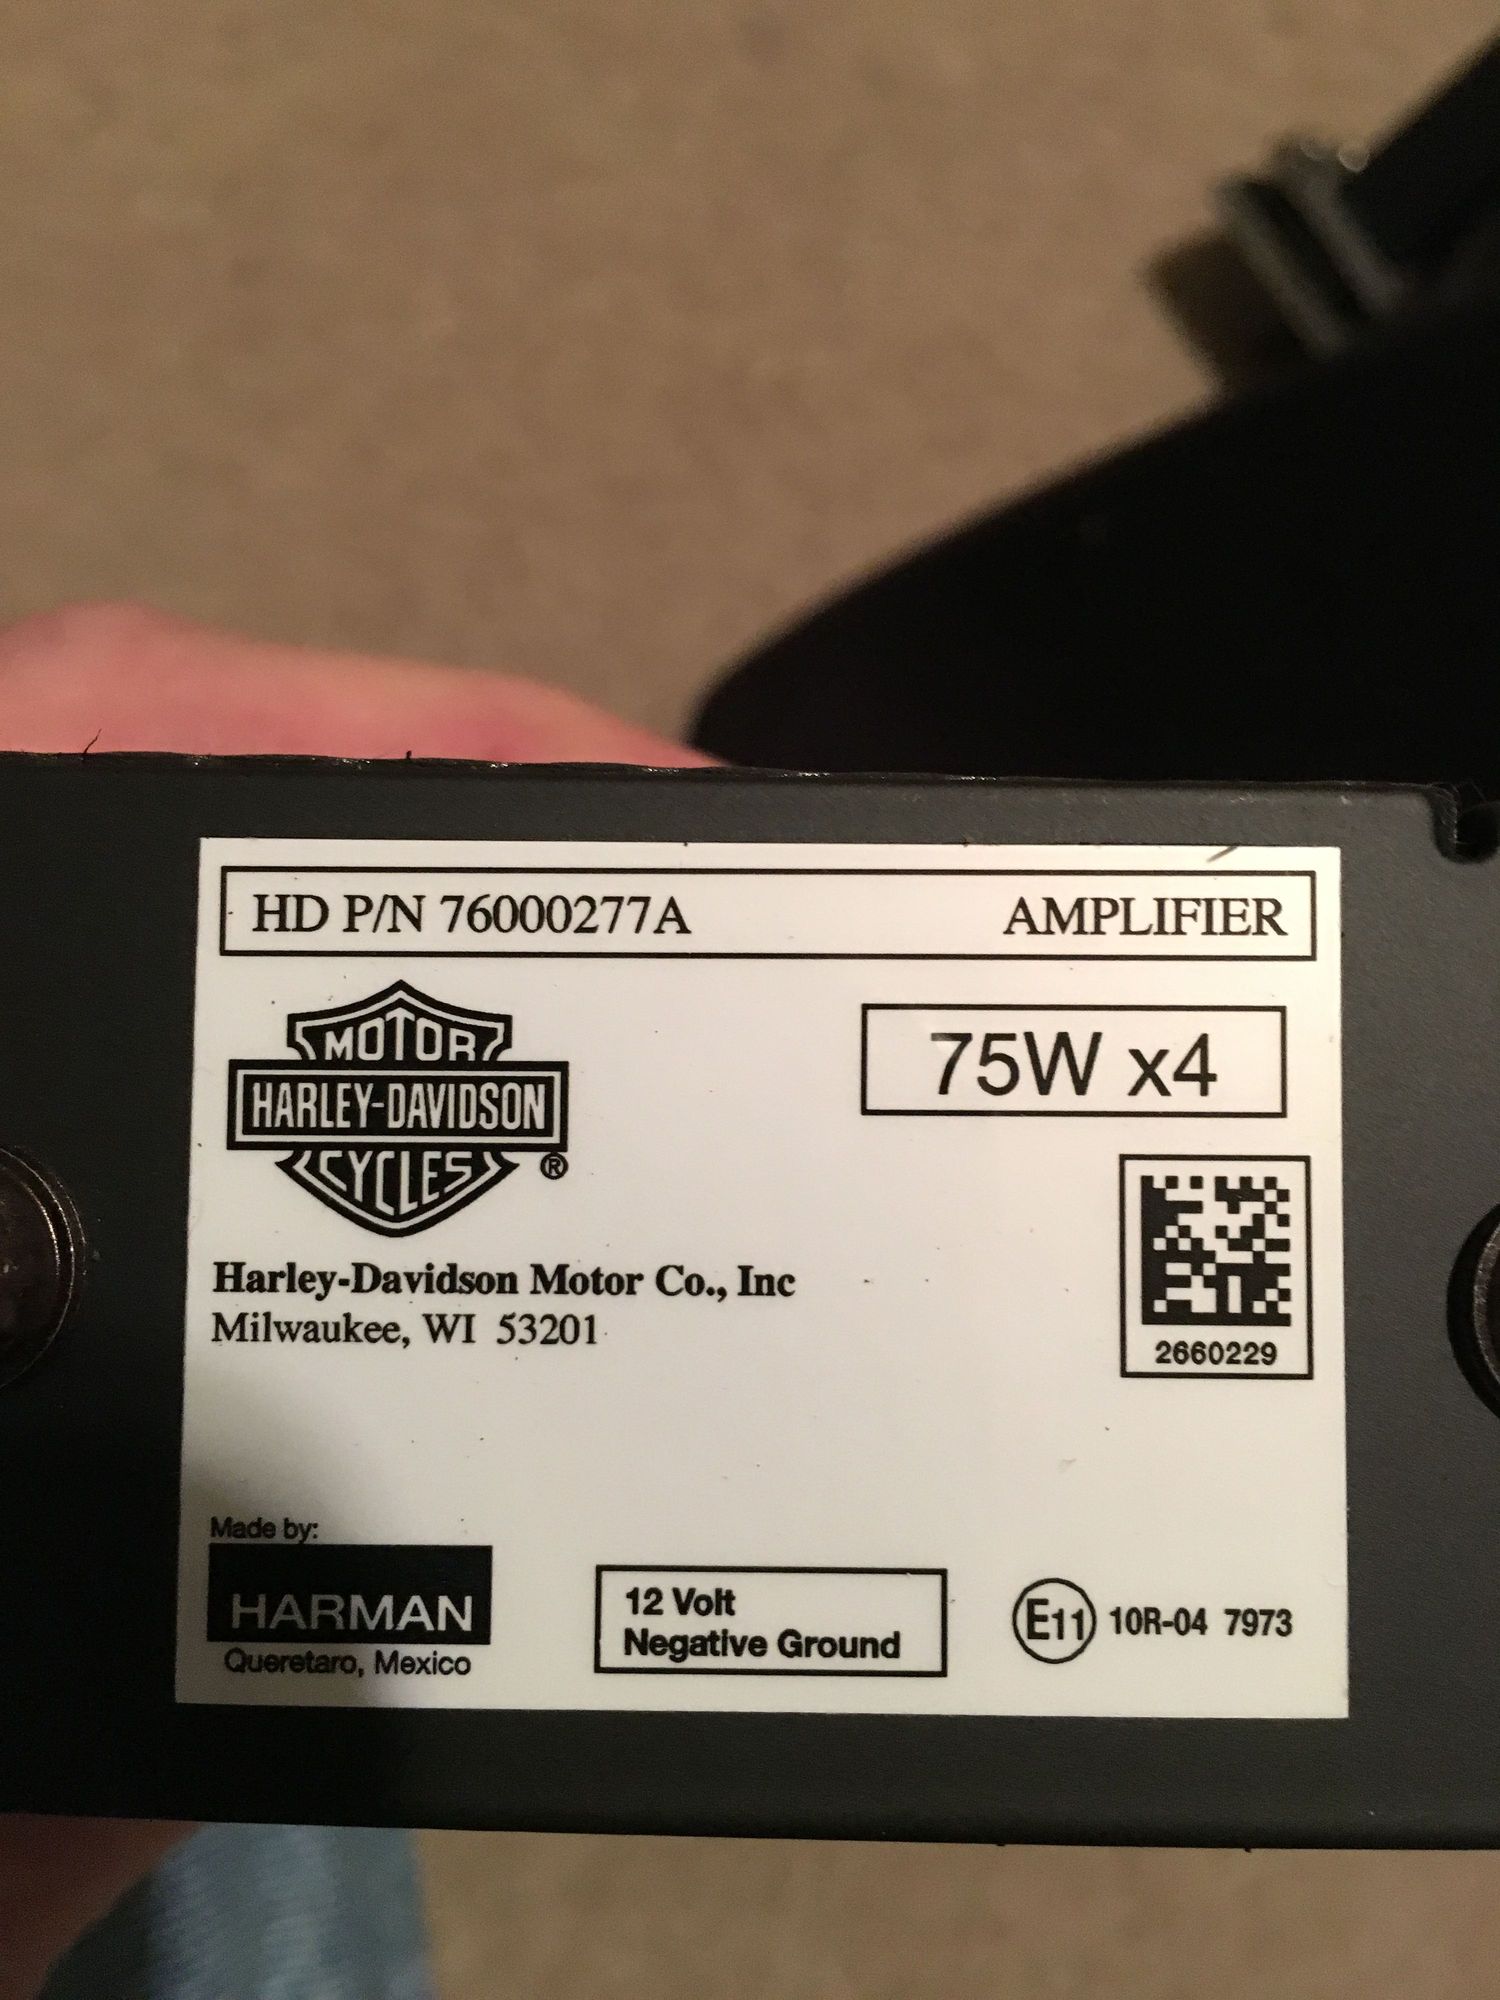 HD P/N 76000277A AMPLIFIER
MOTOR
HARLEY-DAVIDSON
CYCLES ®
75W x4
Harley-Davidson Motor Co., Inc
Milwaukee, WI 53201
2660229
Made by:
HARMAN
Queretaro, Mexico
12 Volt
Negative Ground
E11 10R-04 7973